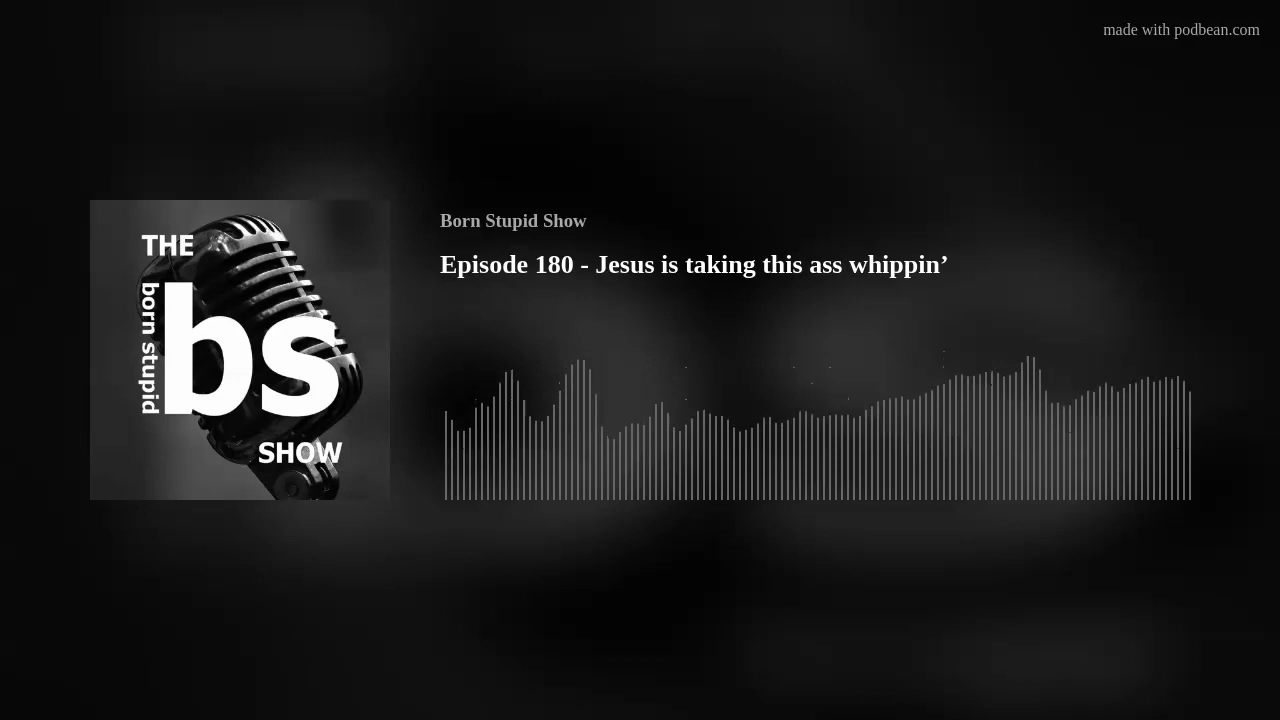 made with podbean.com
THE
born stupid
bs
SHOW
Born Stupid Show
Episode 180 - Jesus is taking this ass whippin’